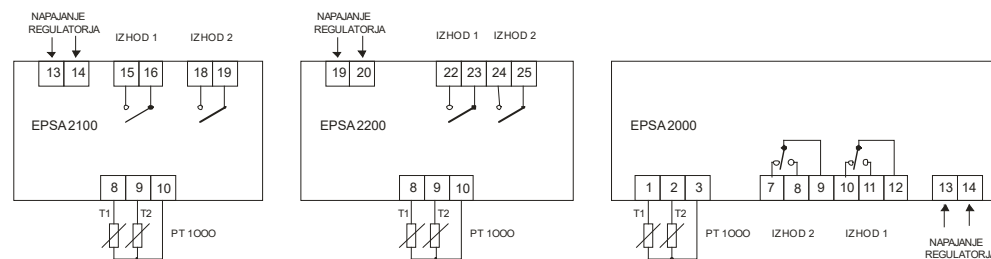 NAPAJANJE
REGULATORJA
IZHOD 1
IZHOD 2
13 14
15 16
18 19
EPSA 2100
8 9 10
T1
T2
PT 1000
NAPAJANJE
REGULATORJA
IZHOD 1
IZHOD 2
19 20
22 23 24 25
EPSA 2200
8 9 10
T1
T2
PT 1000
EPSA 2000
1 2 3
7 8 9 10 11 12
13 14
T1
T2
PT 1000
IZHOD 2
IZHOD 1
NAPAJANJE
REGULATORJA